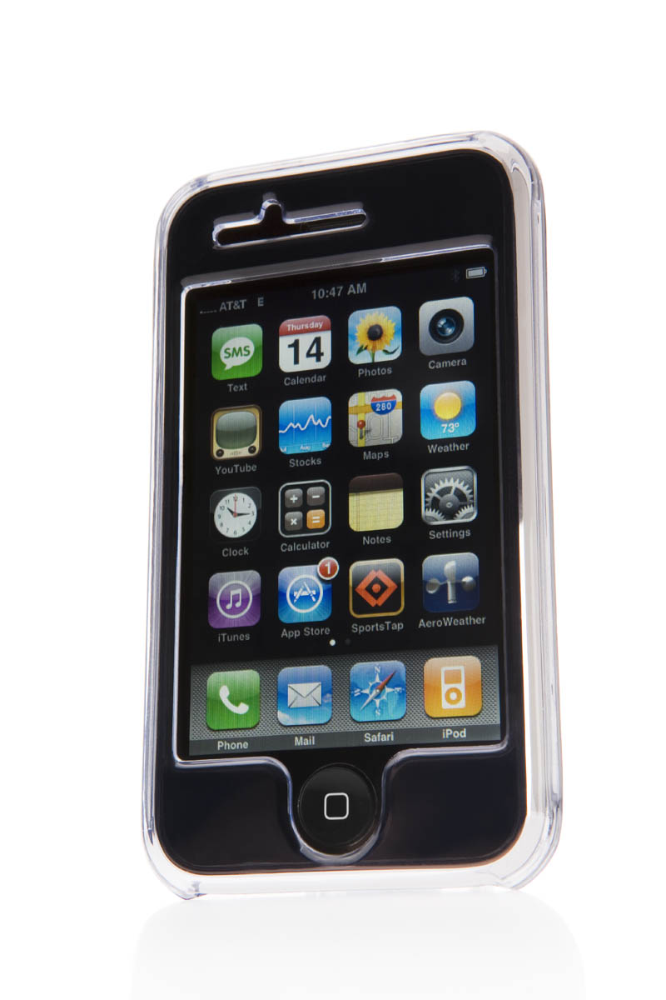 AT&T E 10:47 AM
SMS
Thursday
14
Text Calendar Photos Camera
280
73°
Aug
YouTube Stocks Maps Weather
Clock Calculator Notes Settings
1
iTunes App Store SportsTap AeroWeather
N
S
Phone Mail Safari iPod